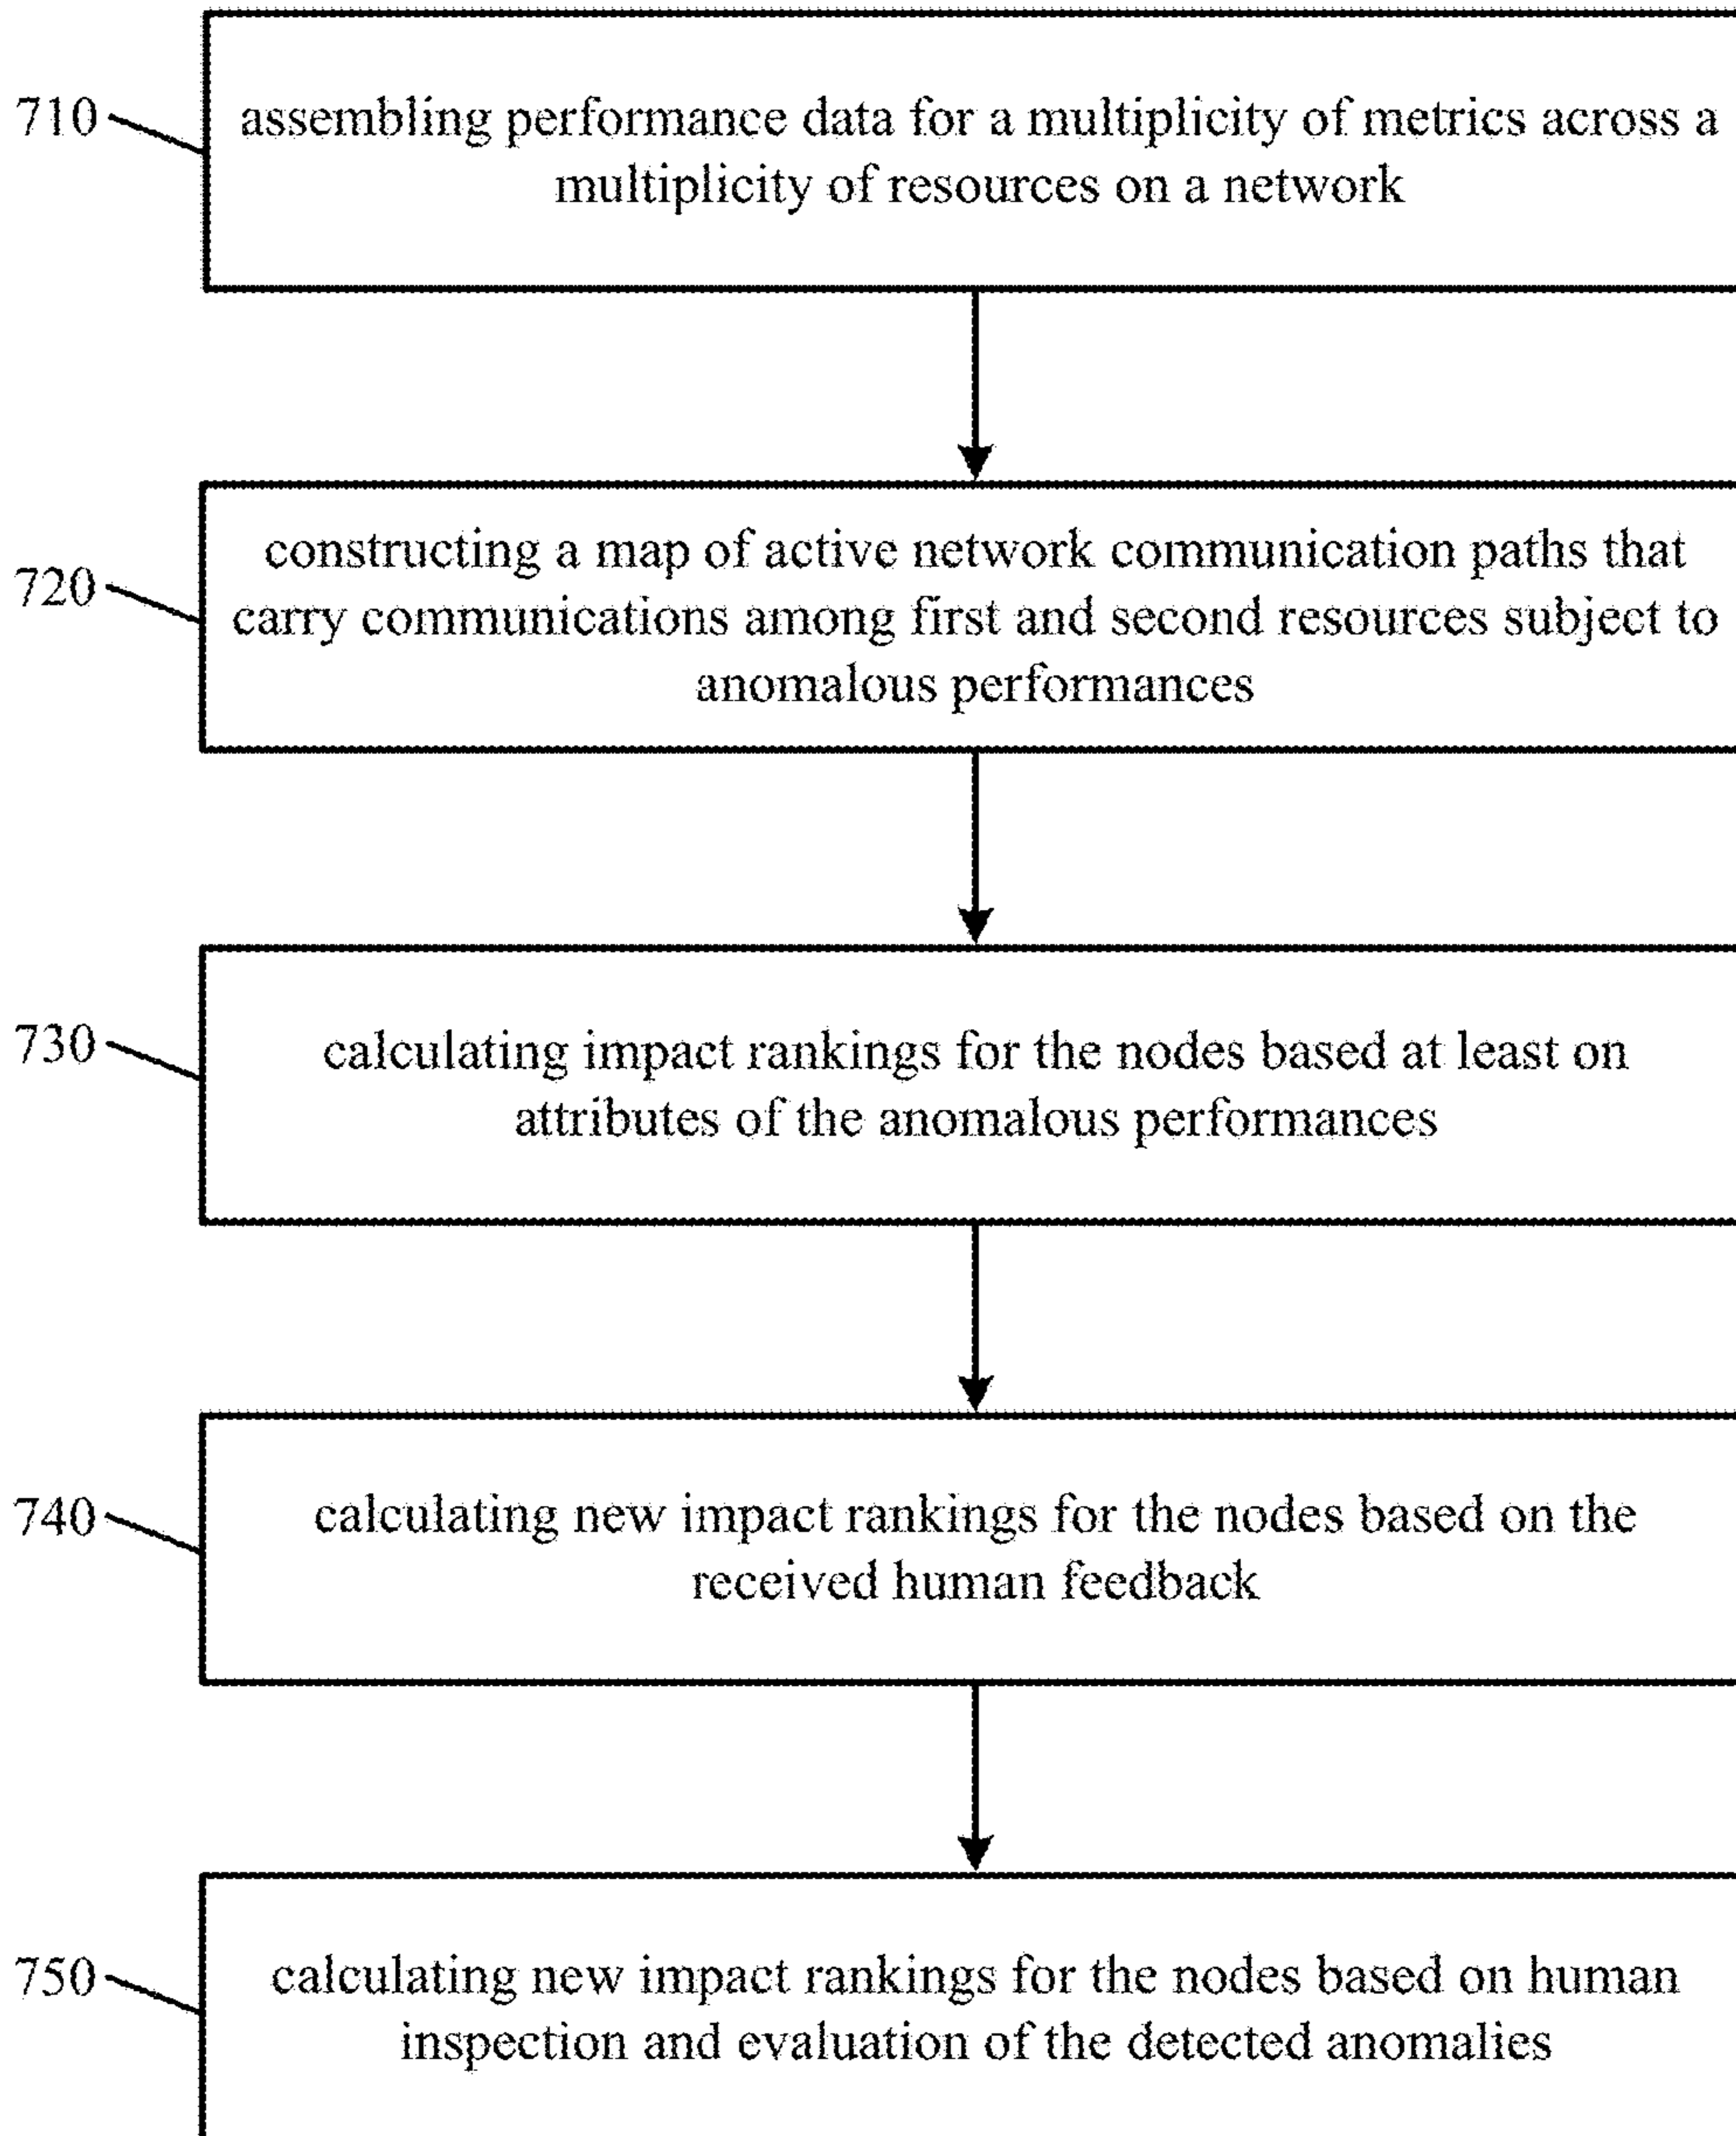 710
assembling performance data for a multiplicity of metrics across a
multiplicity of resources on a network
720
constructing a map of active network communication paths that
carry communications among first and second resources subject to
anomalous performances
730
calculating impact rankings for the nodes based at least on
attributes of the anomalous performances
740
calculating new impact rankings for the nodes based on the
received human feedback
750
calculating new impact rankings for the nodes based on human
inspection and evaluation of the detected anomalies